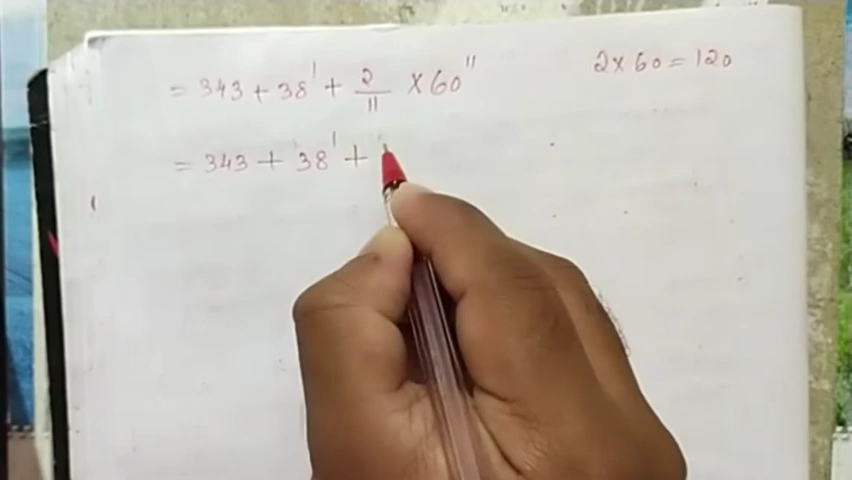 = 343 + 38' + 2/11 × 60"
2 × 60 = 120
= 343 + 38' +